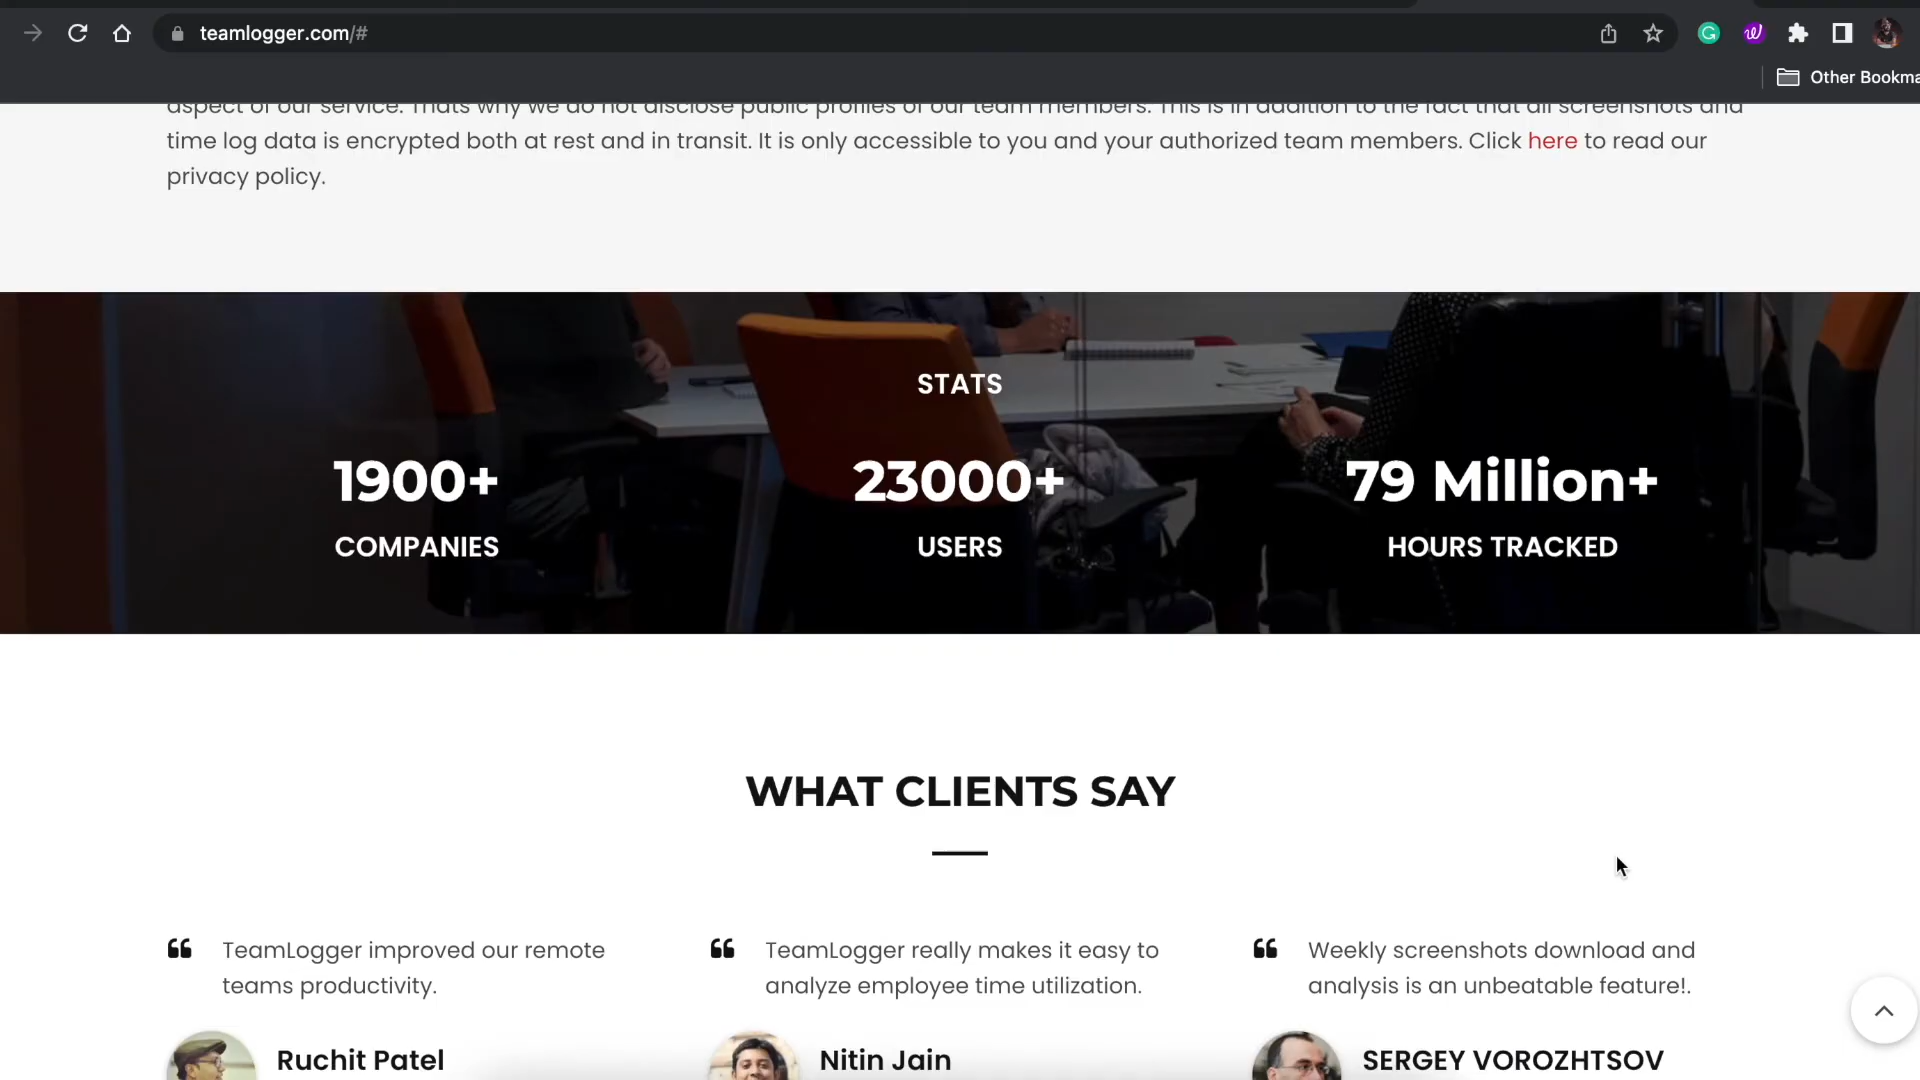 teamlogger.com/#
Other Bookma
aspect of our service. Thats why we do not disclose public profiles of our team members. This is in addition to the fact that all screenshots and
time log data is encrypted both at rest and in transit. It is only accessible to you and your authorized team members. Click here to read our
privacy policy.
STATS
1900+ 23000+ 79 Million+
COMPANIES USERS HOURS TRACKED
WHAT CLIENTS SAY
TeamLogger improved our remote
teams productivity.
Ruchit Patel
TeamLogger really makes it easy to
analyze employee time utilization.
Nitin Jain
Weekly screenshots download and
analysis is an unbeatable feature!.
SERGEY VOROZHTSOV